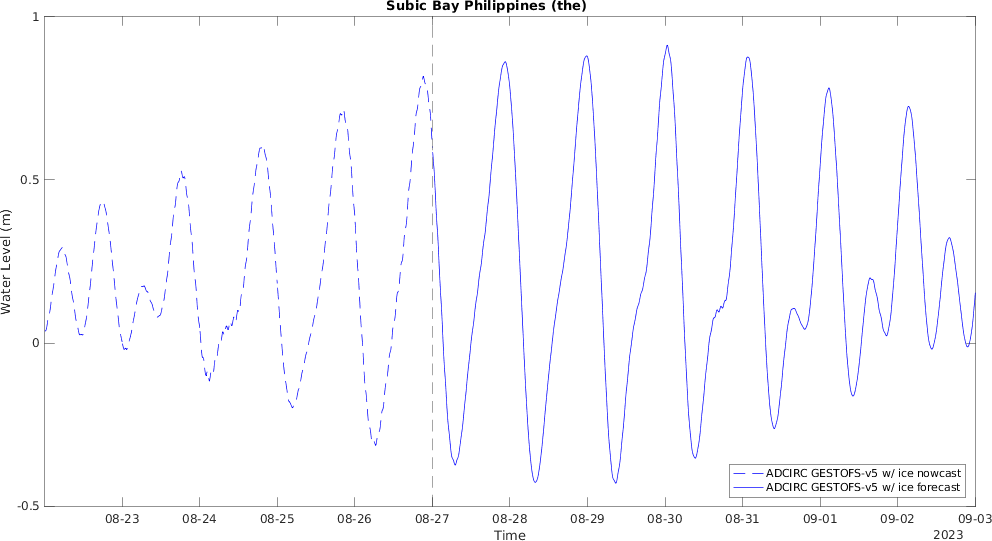 Subic Bay Philippines (the)
1
0.5
0
-0.5
Water Level (m)
ADCIRC GESTOFS-v5 w/ ice nowcast
ADCIRC GESTOFS-v5 w/ ice forecast
08-23 08-24 08-25 08-26 08-27 08-28 08-29 08-30 08-31 09-01 09-02 09-03
Time
2023